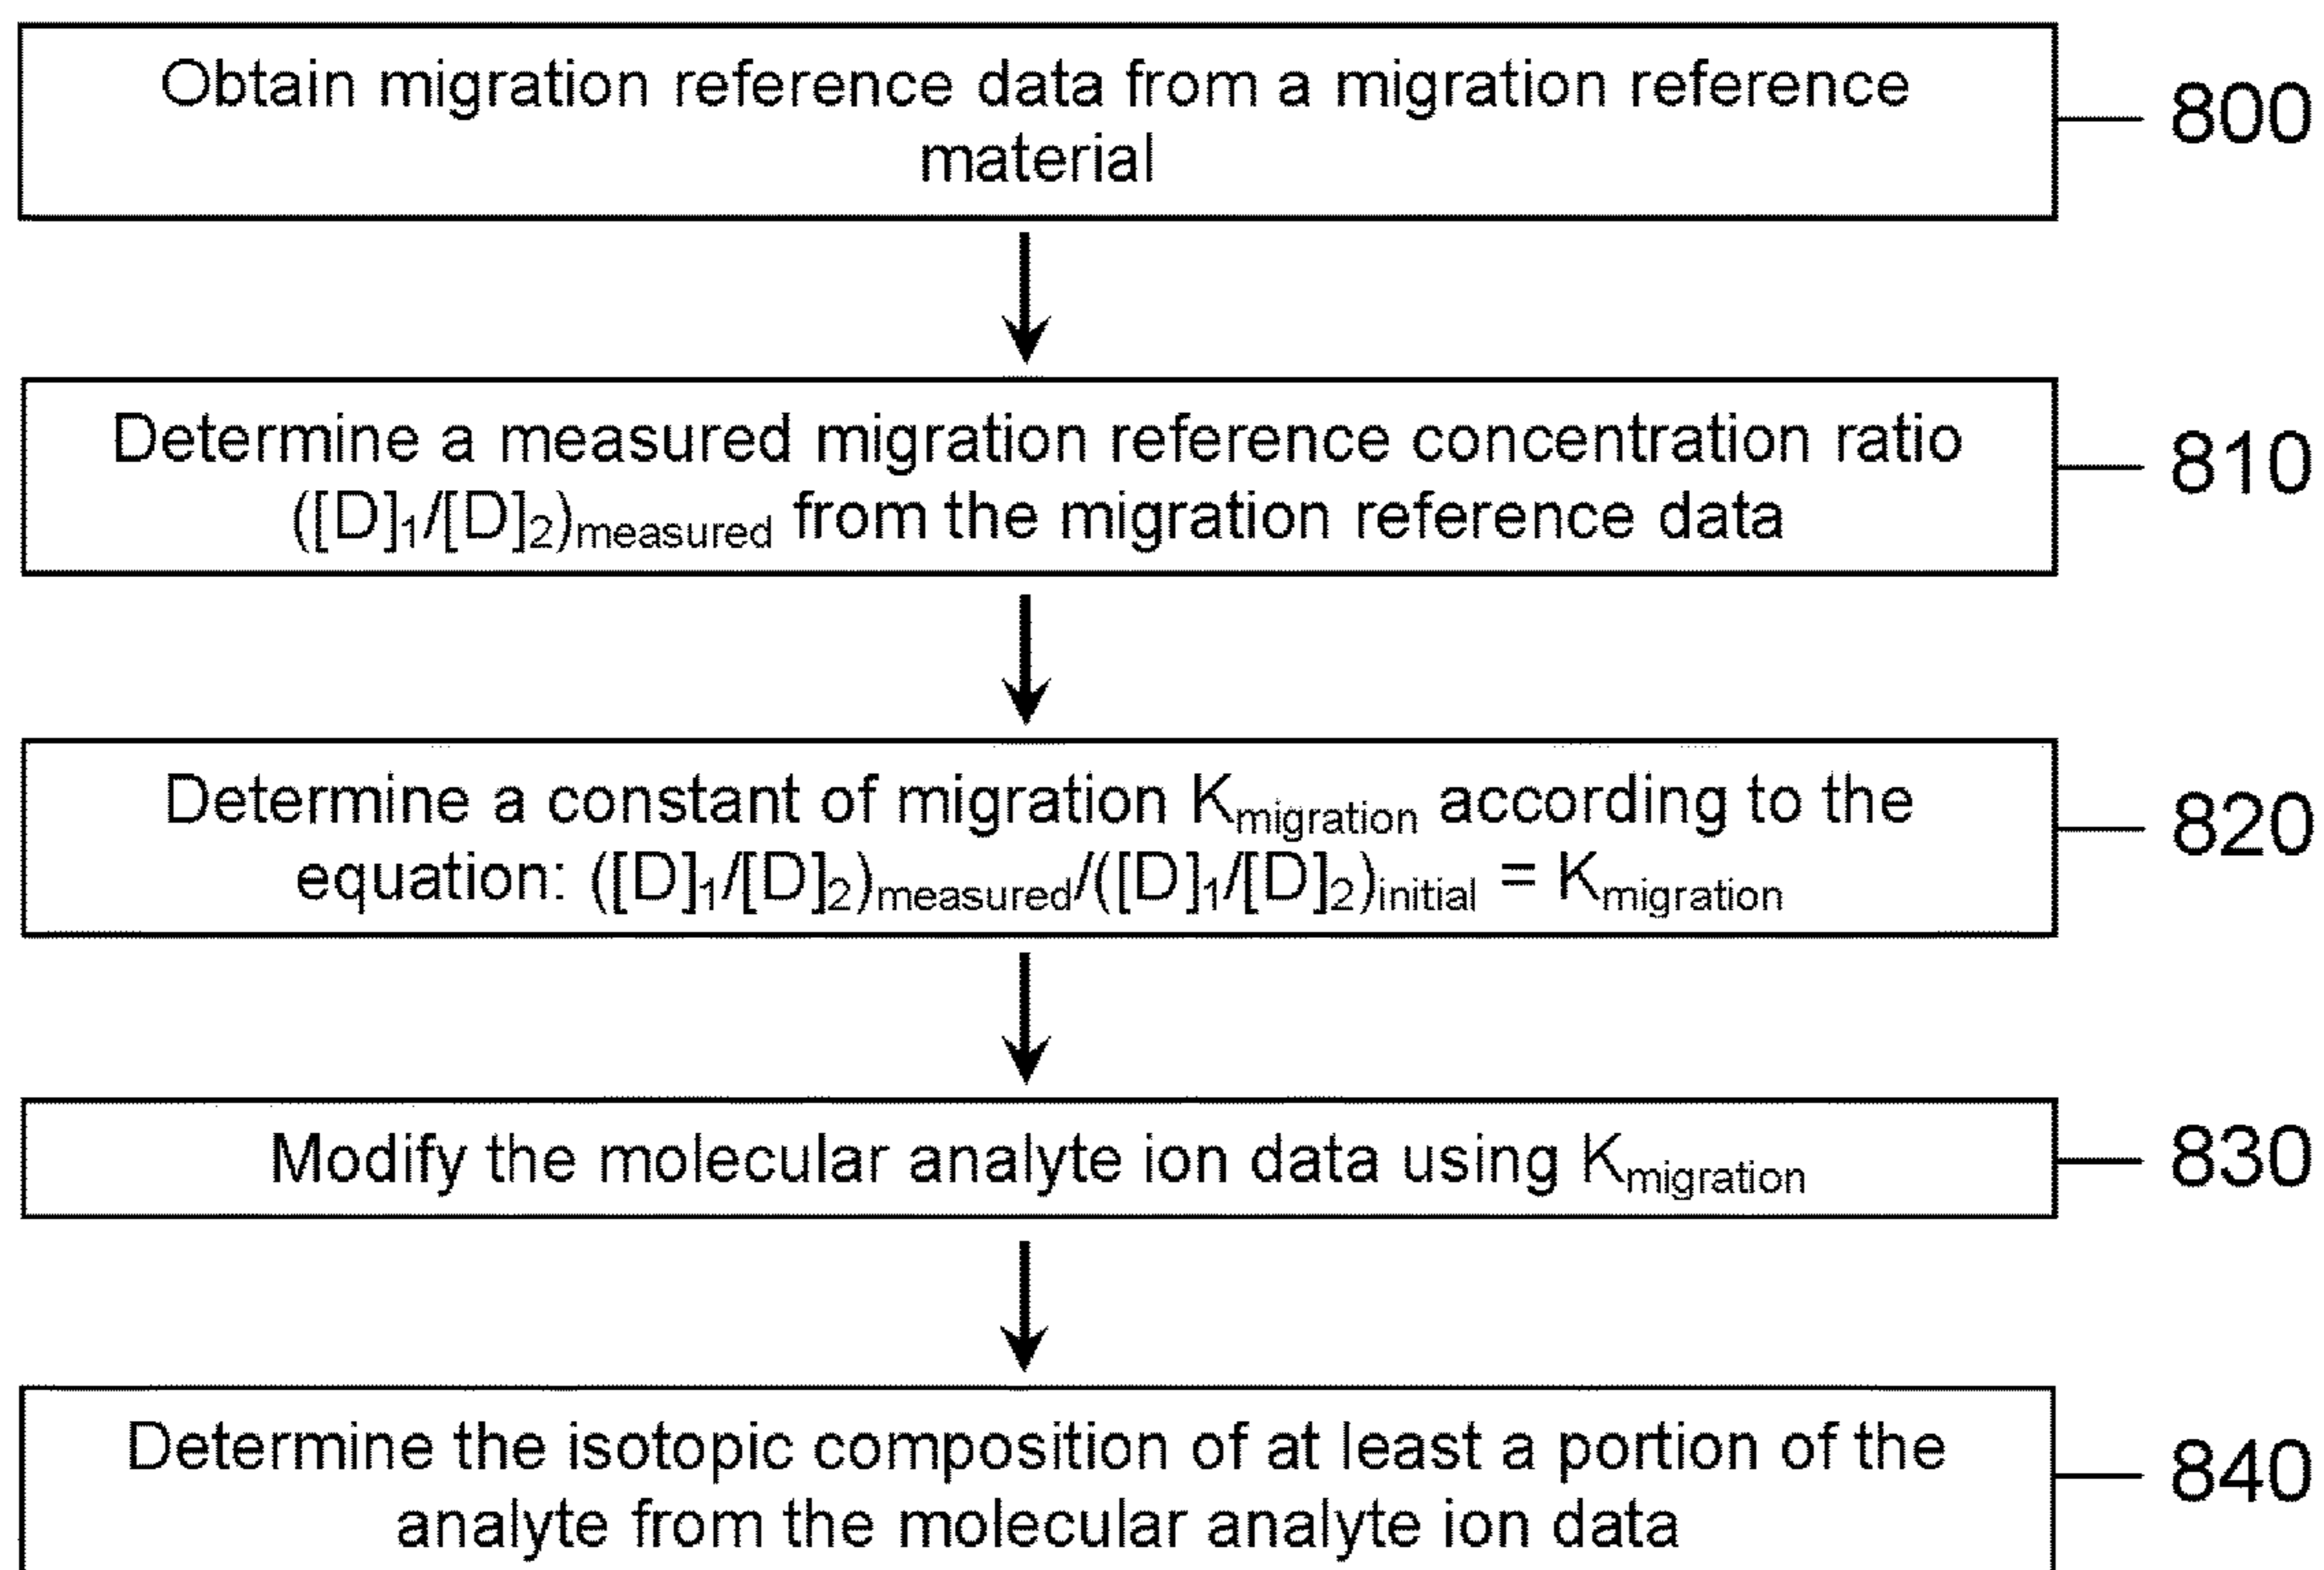 Obtain migration reference data from a migration reference
material
800
Determine a measured migration reference concentration ratio
([D]₁/[D]₂)measured from the migration reference data
810
Determine a constant of migration Kmigration according to the
equation: ([D]₁/[D]₂)measured/([D]₁/[D]₂)initial = Kmigration
820
Modify the molecular analyte ion data using Kmigration
830
Determine the isotopic composition of at least a portion of the
analyte from the molecular analyte ion data
840